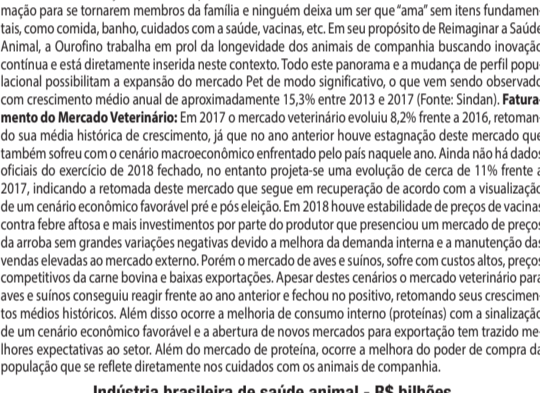 mação para se tornarem membros da família e ninguém deixa um ser que “ama” sem itens fundamen-
tais, como comida, banho, cuidados com a saúde, vacinas, etc. Em seu propósito de Reimaginar a Saúde
Animal, a Ourofino trabalha em prol da longevidade dos animais de companhia buscando inovação
contínua e está diretamente inserida neste contexto. Todo este panorama e a mudança de perfil popu-
lacional possibilitam a expansão do mercado Pet de modo significativo, o que vem sendo observado
com crescimento médio anual de aproximadamente 15,3% entre 2013 e 2017 (Fonte: Sindan). Fatura-
mento do Mercado Veterinário: Em 2017 o mercado veterinário evoluiu 8,2% frente a 2016, retoman-
do sua média histórica de crescimento, já que no ano anterior houve estagnação deste mercado que
também sofreu com o cenário macroeconômico enfrentado pelo país naquele ano. Ainda não há dados
oficiais do exercício de 2018 fechado, no entanto projeta-se uma evolução de cerca de 11% frente a
2017, indicando a retomada deste mercado que segue em recuperação de acordo com a visualização
de um cenário econômico favorável pré e pós eleição. Em 2018 houve estabilidade de preços de vacinas
contra febre aftosa e mais investimentos por parte do produtor que presenciou um mercado de preços
da arroba sem grandes variações negativas devido a melhora da demanda interna e a manutenção das
vendas elevadas ao mercado externo. Porém o mercado de aves e suínos, sofre com custos altos, preços
competitivos da carne bovina e baixas exportações. Apesar destes cenários o mercado veterinário para
aves e suínos conseguiu reagir frente ao ano anterior e fechou no positivo, retomando seus crescimen-
tos médios históricos. Além disso ocorre a melhoria de consumo interno (proteínas) com a sinalização
de um cenário econômico favorável e a abertura de novos mercados para exportação tem trazido me-
lhores expectativas ao setor. Além do mercado de proteína, ocorre a melhora do poder de compra da
população que se reflete diretamente nos cuidados com os animais de companhia.
Indústria brasileira de saúde animal - R$ bilhões